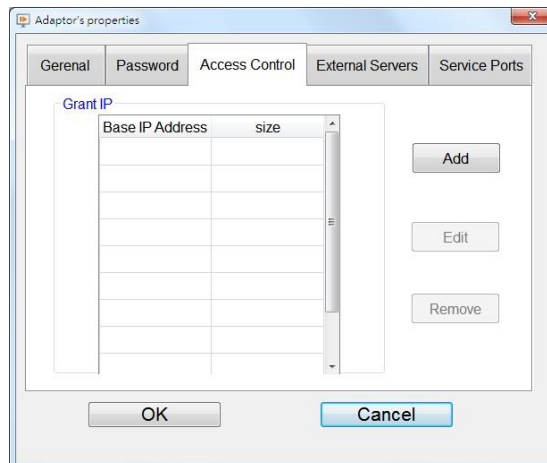 Adaptor's properties
Gerenal Password Access Control External Servers Service Ports
Grant IP
Base IP Address size
Add
Edit
Remove
OK Cancel